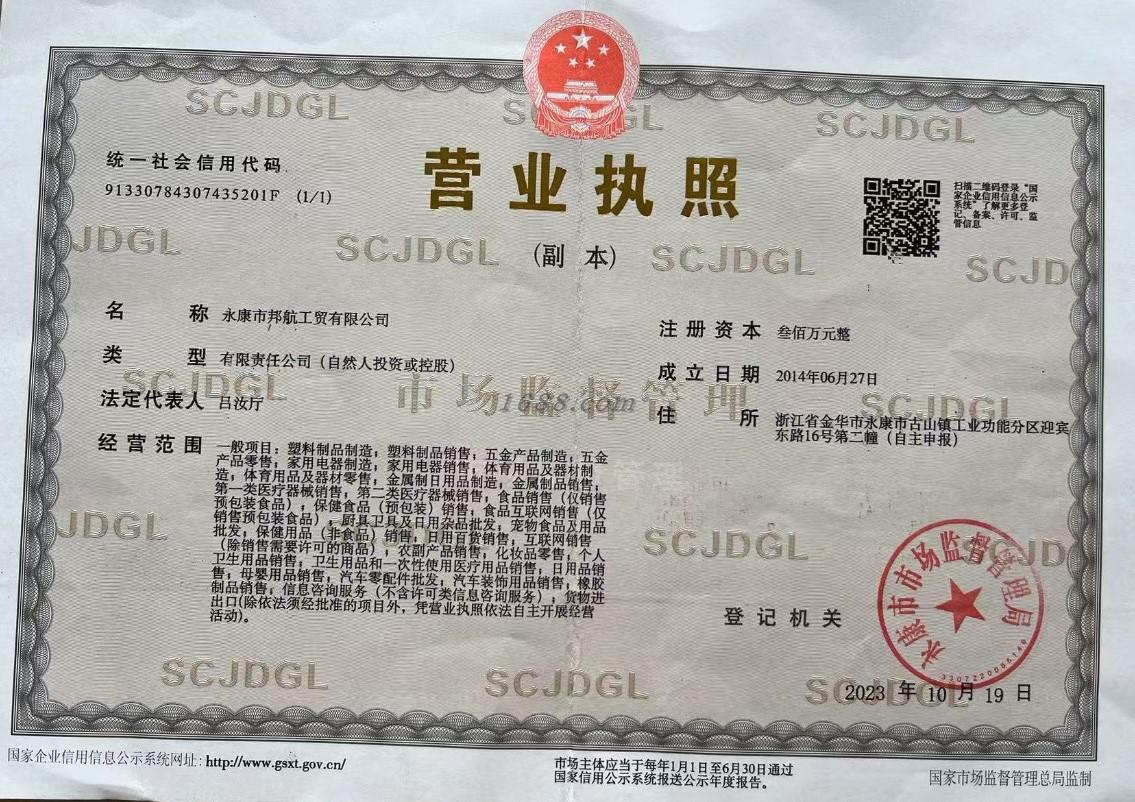 SCJDGL
SCJDGL
统一社会信用代码
91330784307435201F (1/1)
营业执照
(副 本)
扫描二维码登录“国
家企业信用信息公示
系统”了解更多登
记、备案、许可、监
管信息
JDGL
SCJDGL
SCJDGL
SCJD
名 称 永康市邦航工贸有限公司
类 型 有限责任公司（自然人投资或控股）
法定代表人 吕汝厅
经营范围 一般项目：塑料制品制造；塑料制品销售；五金产品制造；五金
产品零售；家用电器制造；家用电器销售；体育用品及器材制
造；体育用品及器材零售；金属制日用品制造；金属制品销售；
第一类医疗器械销售；第二类医疗器械销售；食品销售（仅销售
预包装食品）；保健食品（预包装）销售；食品互联网销售（仅
销售预包装食品）；厨具卫具及日用杂品批发；宠物食品及用品
批发；保健用品（非食品）销售；日用百货销售；互联网销售
（除销售需要许可的商品）；农副产品销售；化妆品零售；个人
卫生用品销售；卫生用品和一次性使用医疗用品销售；日用品销
售；母婴用品销售；汽车零配件批发；汽车装饰用品销售；橡胶
制品销售；信息咨询服务（不含许可类信息咨询服务）；货物进
出口(除依法须经批准的项目外，凭营业执照依法自主开展经营
活动)。
注册资本 叁佰万元整
成立日期 2014年06月27日
住 所 浙江省金华市永康市古山镇工业功能分区迎宾
东路16号第二幢（自主申报）
SCJDGL
市场监督管理
1688.com
SCJDGL
JDGL
SCJDGL
登记机关
永康市市场监督管理局
2023 年 10 月 19 日
SCJDGL
SCJDGL
国家企业信用信息公示系统网址: http://www.gsxt.gov.cn/
市场主体应当于每年1月1日至6月30日通过
国家信用公示系统报送公示年度报告。
国家市场监督管理总局监制